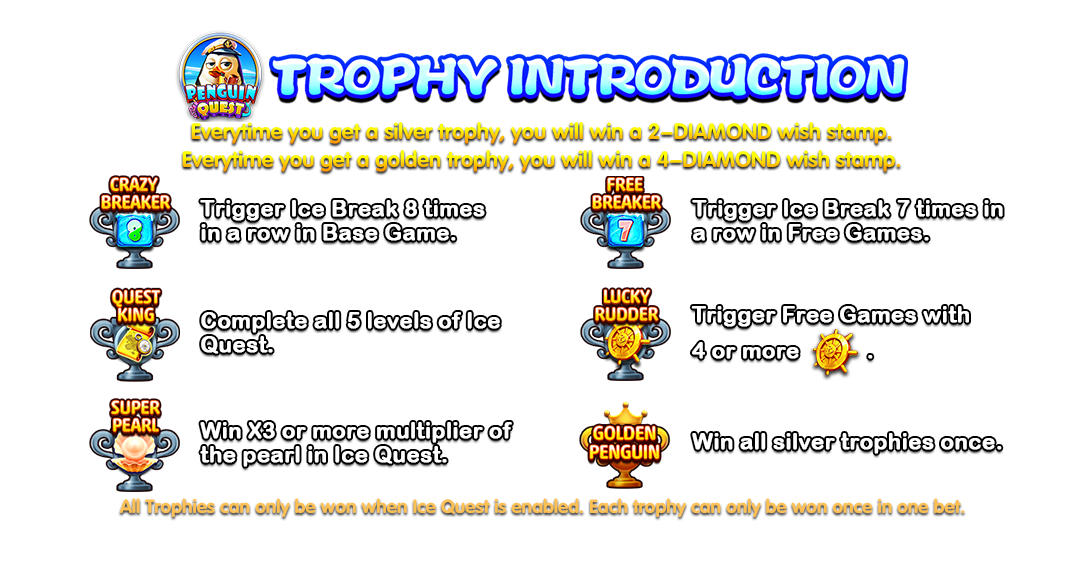 PENGUIN
QUEST
TROPHY INTRODUCTION
Everytime you get a silver trophy, you will win a 2-DIAMOND wish stamp.
Everytime you get a golden trophy, you will win a 4-DIAMOND wish stamp.
CRAZY
BREAKER
8
Trigger Ice Break 8 times
in a row in Base Game.
FREE
BREAKER
7
Trigger Ice Break 7 times in
a row in Free Games.
QUEST
KING
Complete all 5 levels of Ice
Quest.
LUCKY
RUDDER
Trigger Free Games with
4 or more .
SUPER
PEARL
Win X3 or more multiplier of
the pearl in Ice Quest.
GOLDEN
PENGUIN
Win all silver trophies once.
All Trophies can only be won when Ice Quest is enabled. Each trophy can only be won once in one bet.